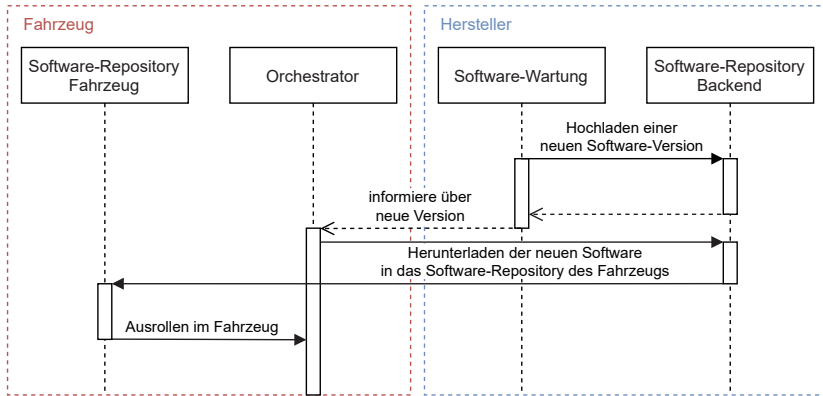 Fahrzeug
Hersteller
Software-Repository
Fahrzeug
Orchestrator
Software-Wartung
Software-Repository
Backend
Hochladen einer
neuen Software-Version
informiere über
neue Version
Herunterladen der neuen Software
in das Software-Repository des Fahrzeugs
Ausrollen im Fahrzeug